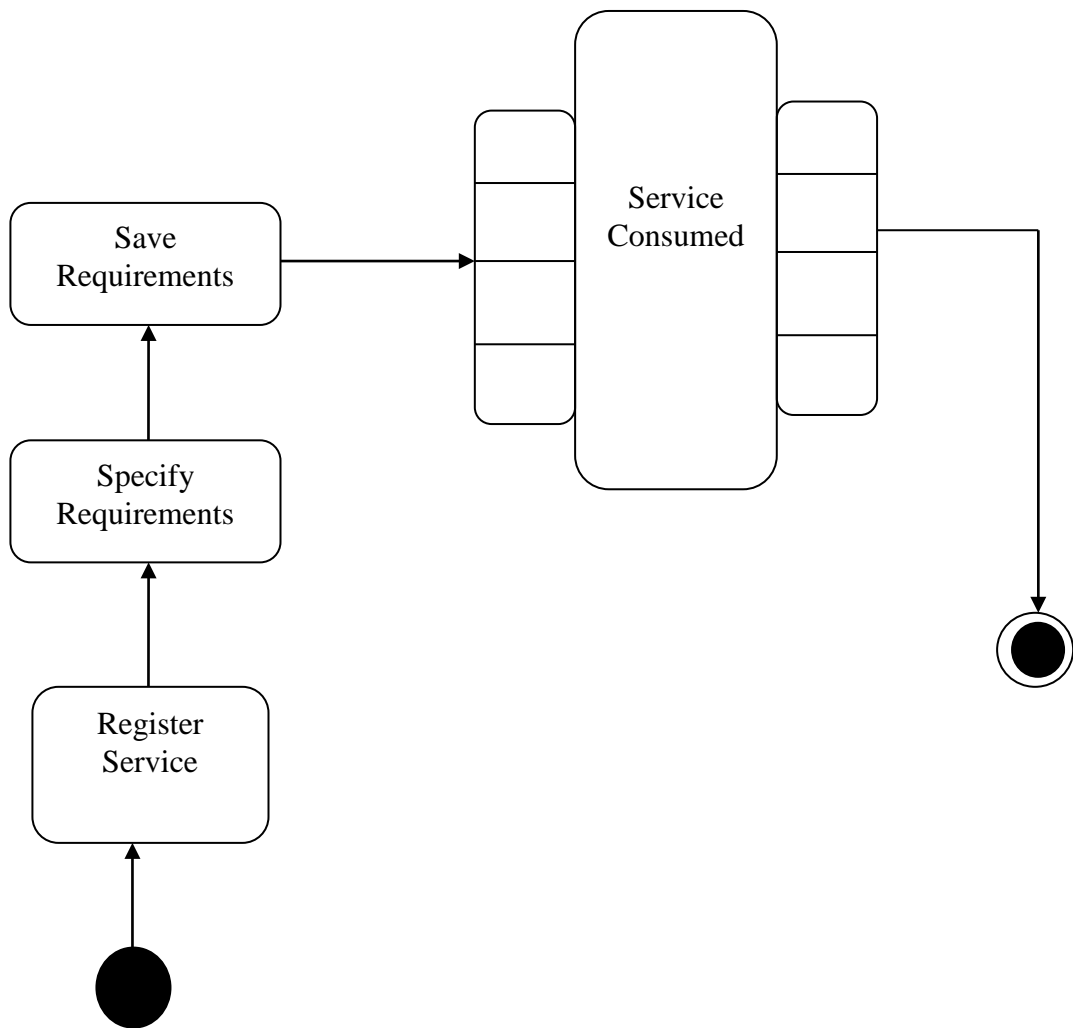 Service
Consumed
Save
Requirements
Specify
Requirements
Register
Service